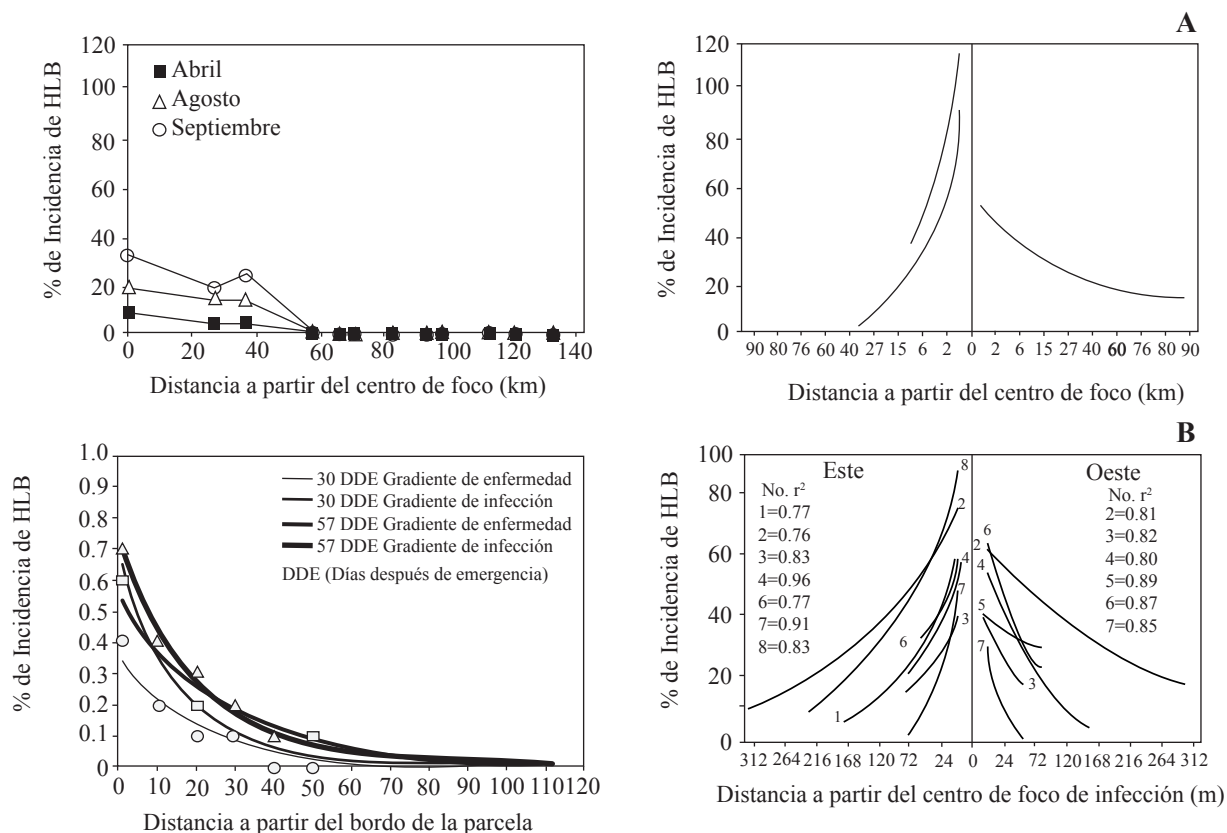 120
100
80
60
40
20
0
% de Incidencia de HLB
Abril
Agosto
Septiembre
0 20 40 60 80 100 120 140
Distancia a partir del centro de foco (km)
A
120
100
80
60
40
20
0
% de Incidencia de HLB
90 80 76 60 40 27 15 6 2 0 2 6 15 27 40 60 76 80 90
Distancia a partir del centro de foco (km)
1.0
0.9
0.8
0.7
0.6
0.5
0.4
0.3
0.2
0.1
0
% de Incidencia de HLB
30 DDE Gradiente de enfermedad
30 DDE Gradiente de infección
57 DDE Gradiente de enfermedad
57 DDE Gradiente de infección
DDE (Días después de emergencia)
0 10 20 30 40 50 60 70 80 90 100 110 120
Distancia a partir del bordo de la parcela
B
100
80
60
40
20
0
% de Incidencia de HLB
Este
No. r²
1=0.77
2=0.76
3=0.83
4=0.96
6=0.77
7=0.91
8=0.83
8
2
4
7
3
6
1
Oeste
No. r²
2=0.81
3=0.82
4=0.80
5=0.89
6=0.87
7=0.85
6
2
4
5
7
3
312 264 216 168 120 72 24 0 24 72 120 168 216 264 312
Distancia a partir del centro de foco de infección (m)